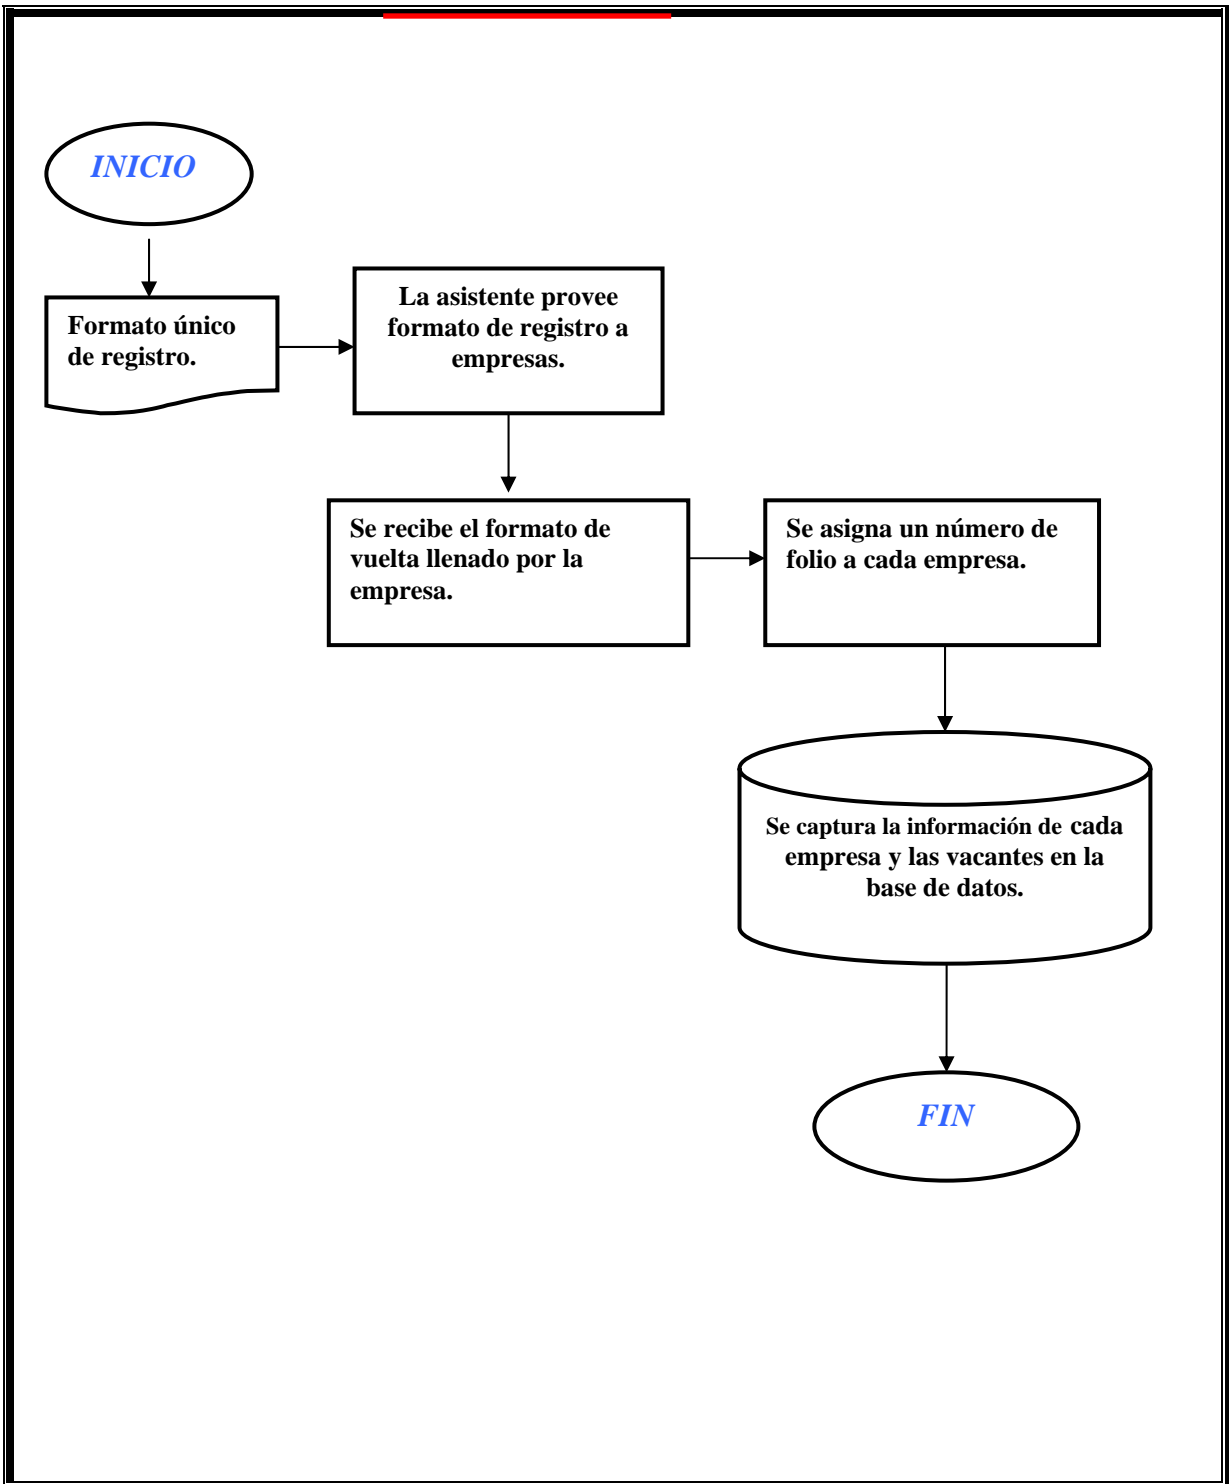 INICIO
Formato único
de registro.
La asistente provee
formato de registro a
empresas.
Se recibe el formato de
vuelta llenado por la
empresa.
Se asigna un número de
folio a cada empresa.
Se captura la información de cada
empresa y las vacantes en la
base de datos.
FIN